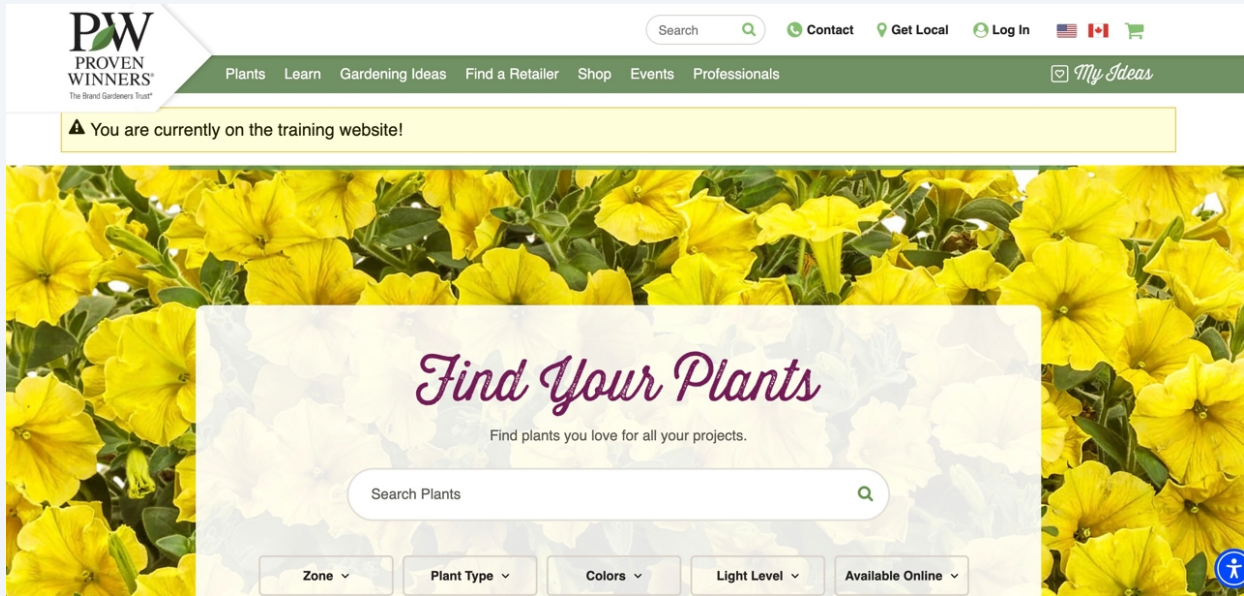 PW
PROVEN
WINNERS®
The Brand Gardeners Trust®
Search
Contact
Get Local
Log In
Plants Learn Gardening Ideas Find a Retailer Shop Events Professionals
My Ideas
You are currently on the training website!
Find Your Plants
Find plants you love for all your projects.
Search Plants
Zone
Plant Type
Colors
Light Level
Available Online